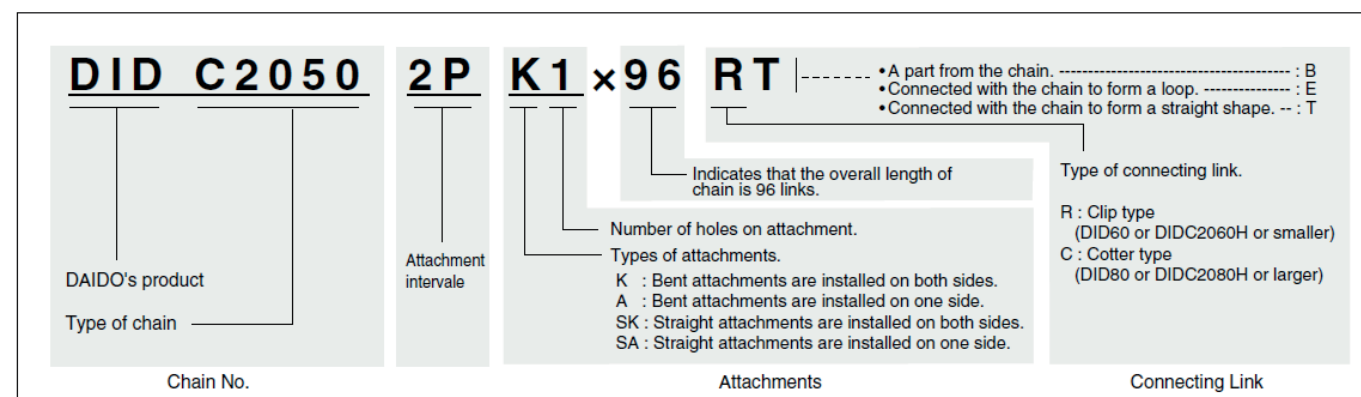 DID C2050 2P K1 ×96 RT
•A part from the chain. ---------------------------------------- : B
•Connected with the chain to form a loop. --------------- : E
•Connected with the chain to form a straight shape. -- : T
Type of connecting link.
R : Clip type
(DID60 or DIDC2060H or smaller)
C : Cotter type
(DID80 or DIDC2080H or larger)
Indicates that the overall length of
chain is 96 links.
Number of holes on attachment.
Types of attachments.
K : Bent attachments are installed on both sides.
A : Bent attachments are installed on one side.
SK : Straight attachments are installed on both sides.
SA : Straight attachments are installed on one side.
Attachment
intervale
DAIDO's product
Type of chain
Chain No.
Attachments
Connecting Link